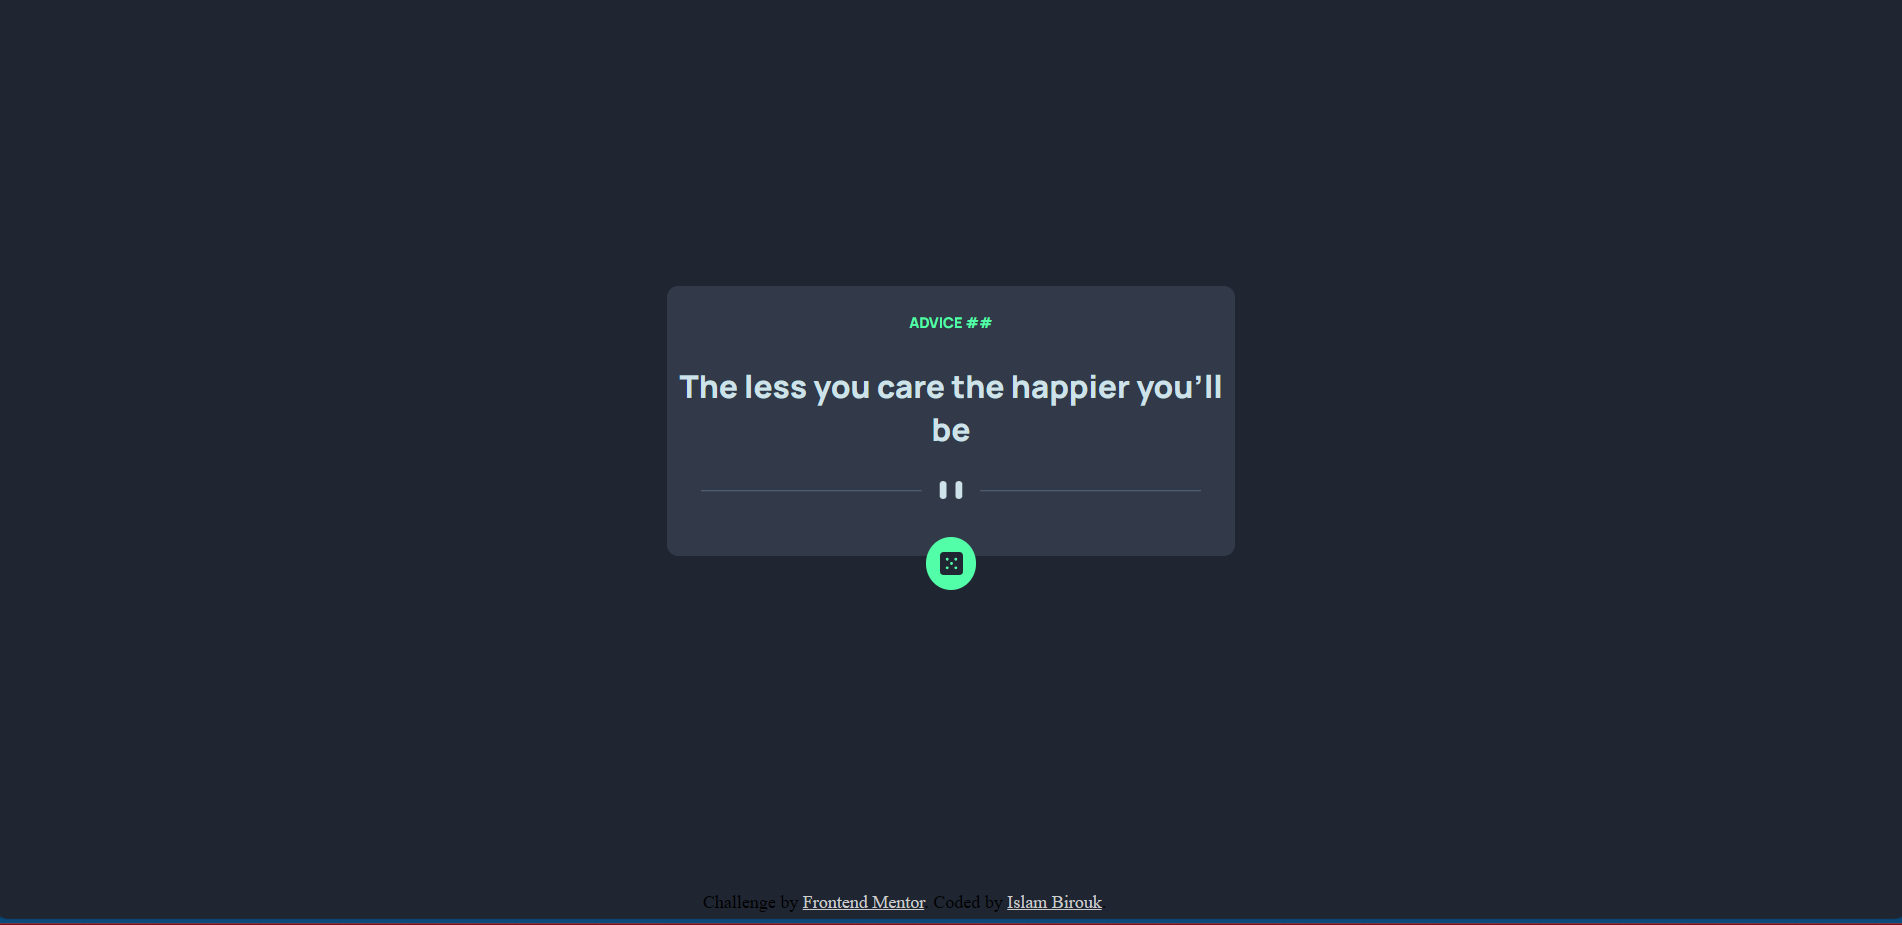 ADVICE ##
The less you care the happier you’ll
be
Challenge by Frontend Mentor. Coded by Islam Birouk.